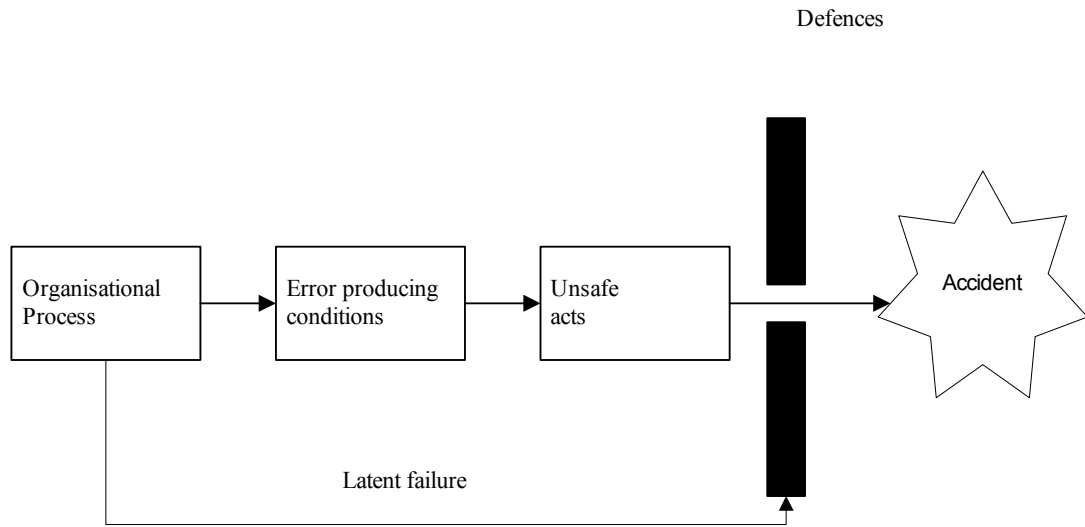 Defences
Organisational
Process
Error producing
conditions
Unsafe
acts
Accident
Latent failure